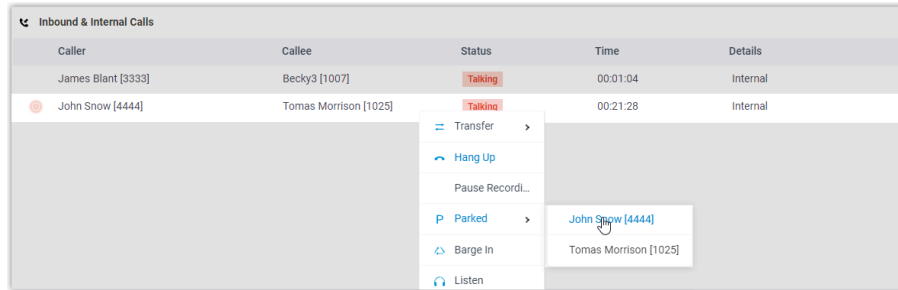 Inbound & Internal Calls
Caller Callee Status Time Details
James Blant [3333] Becky3 [1007] Talking 00:01:04 Internal
John Snow [4444] Tomas Morrison [1025] Talking 00:21:28 Internal
Transfer
Hang Up
Pause Recordi...
P Parked
John Snow [4444]
Tomas Morrison [1025]
Barge In
Listen